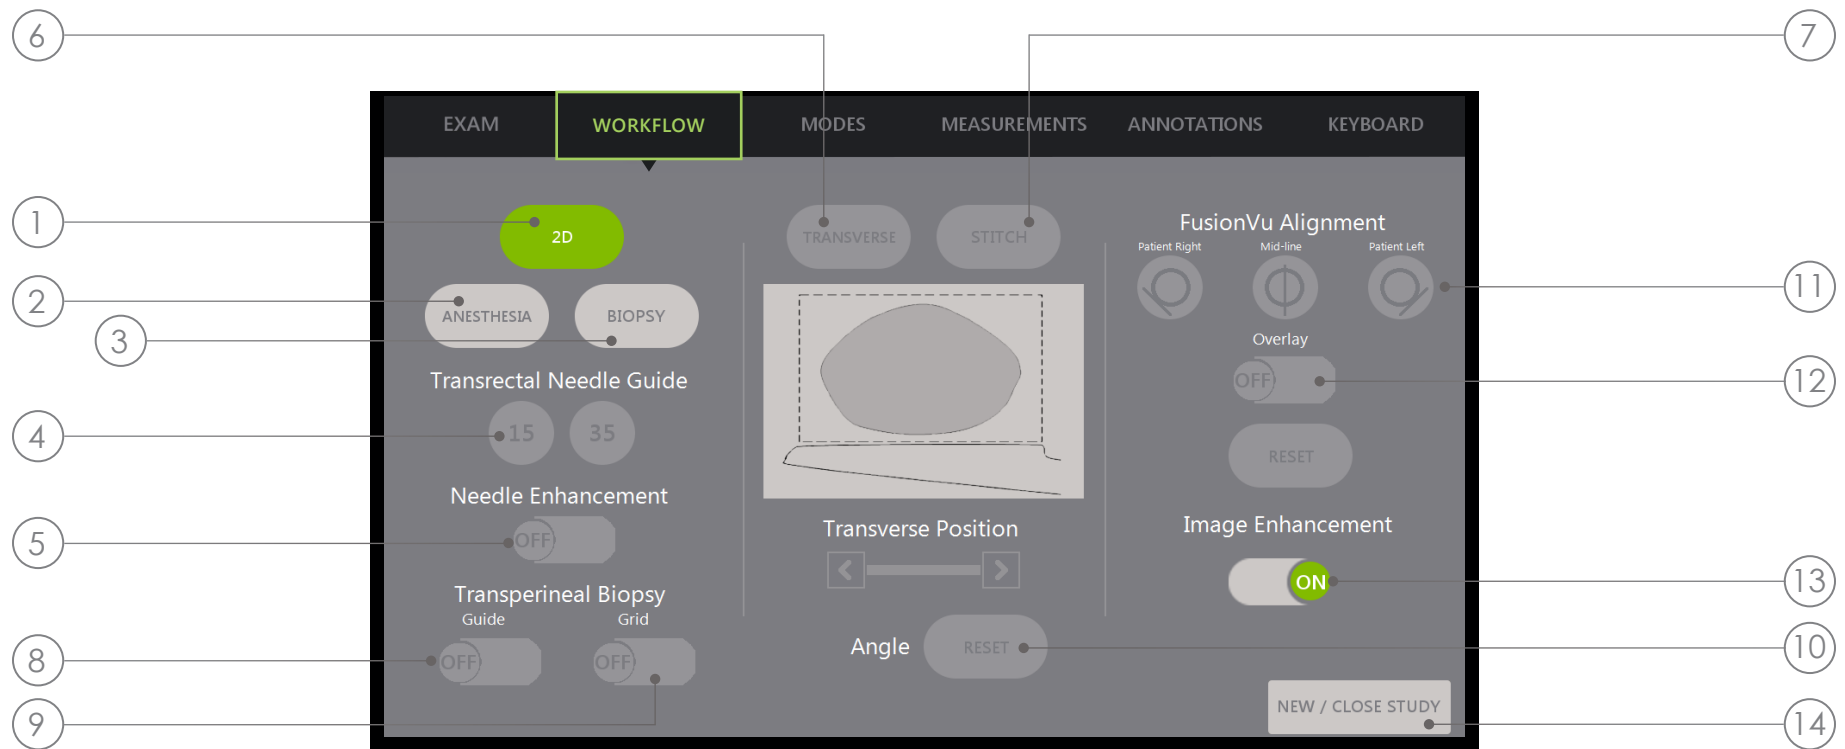 6
7
EXAM WORKFLOW MODES MEASUREMENTS ANNOTATIONS KEYBOARD
1
2D
2
ANESTHESIA BIOPSY
3
Transrectal Needle Guide
4
15 35
Needle Enhancement
5
OFF
Transperineal Biopsy
Guide Grid
8
OFF OFF
9
TRANSVERSE STITCH
Transverse Position
Angle RESET
10
FusionVu Alignment
Patient Right Mid-line Patient Left
11
Overlay
OFF
12
RESET
Image Enhancement
ON
13
NEW / CLOSE STUDY
14